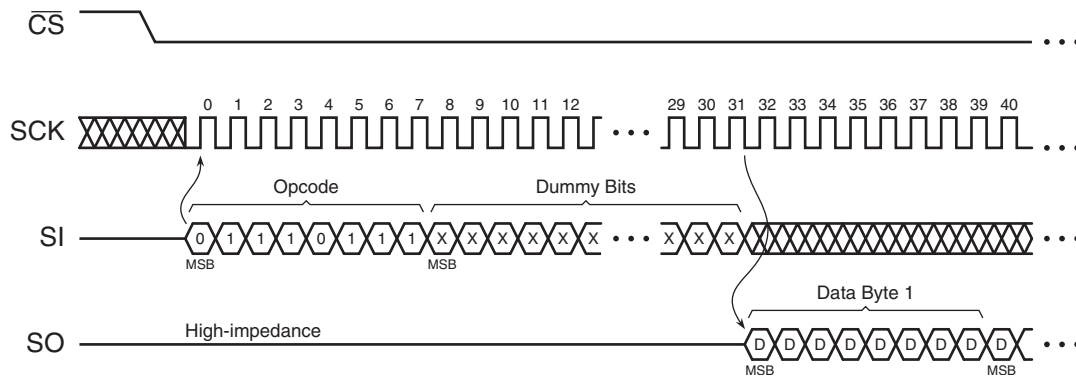 C̅S̅
0 1 2 3 4 5 6 7 8 9 10 11 12 29 30 31 32 33 34 35 36 37 38 39 40
SCK
Opcode Dummy Bits
SI 0 1 1 1 0 1 1 1 X X X X X X X X X
MSB MSB
Data Byte 1
High-impedance
SO D D D D D D D D D
MSB MSB